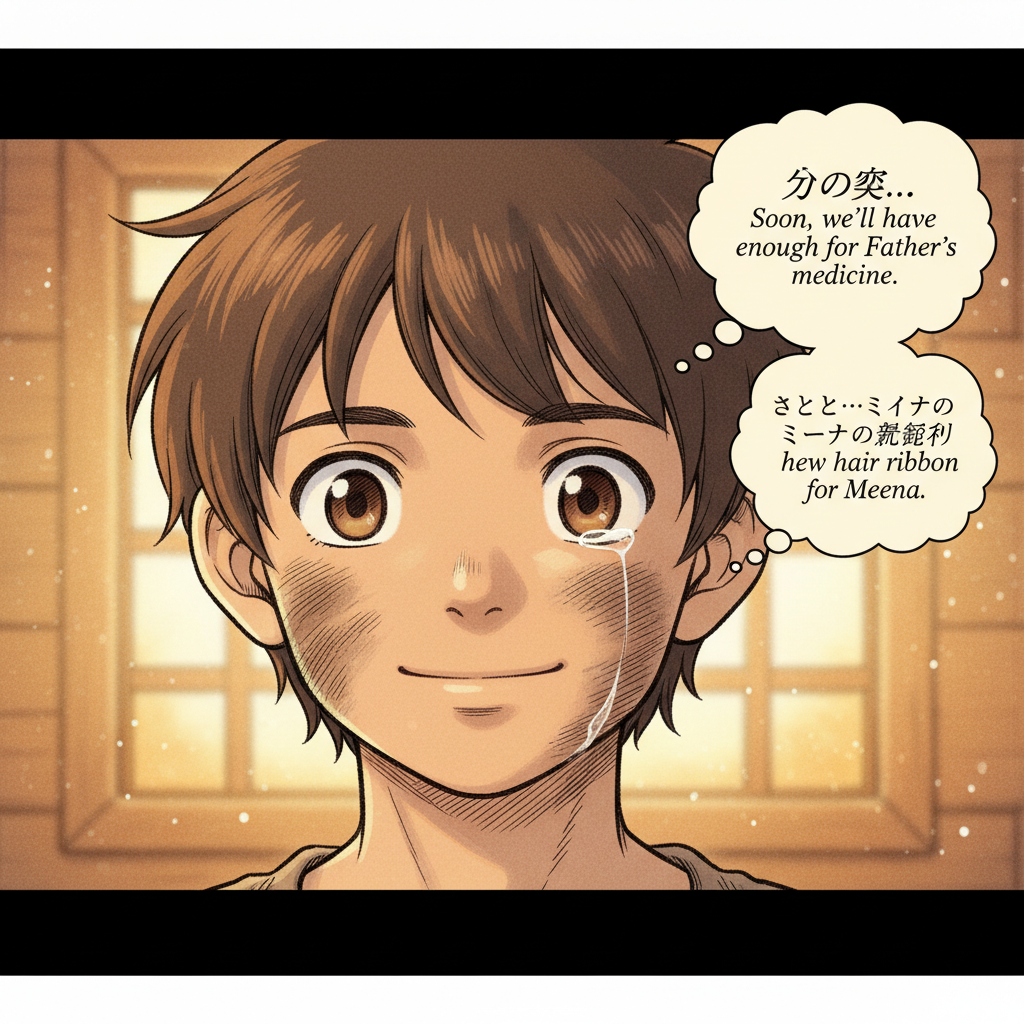 分の突...
Soon, we'll have
enough for Father's
medicine.
さとと…ミイナの
ミーナの
hew hair ribbon
for Meena.